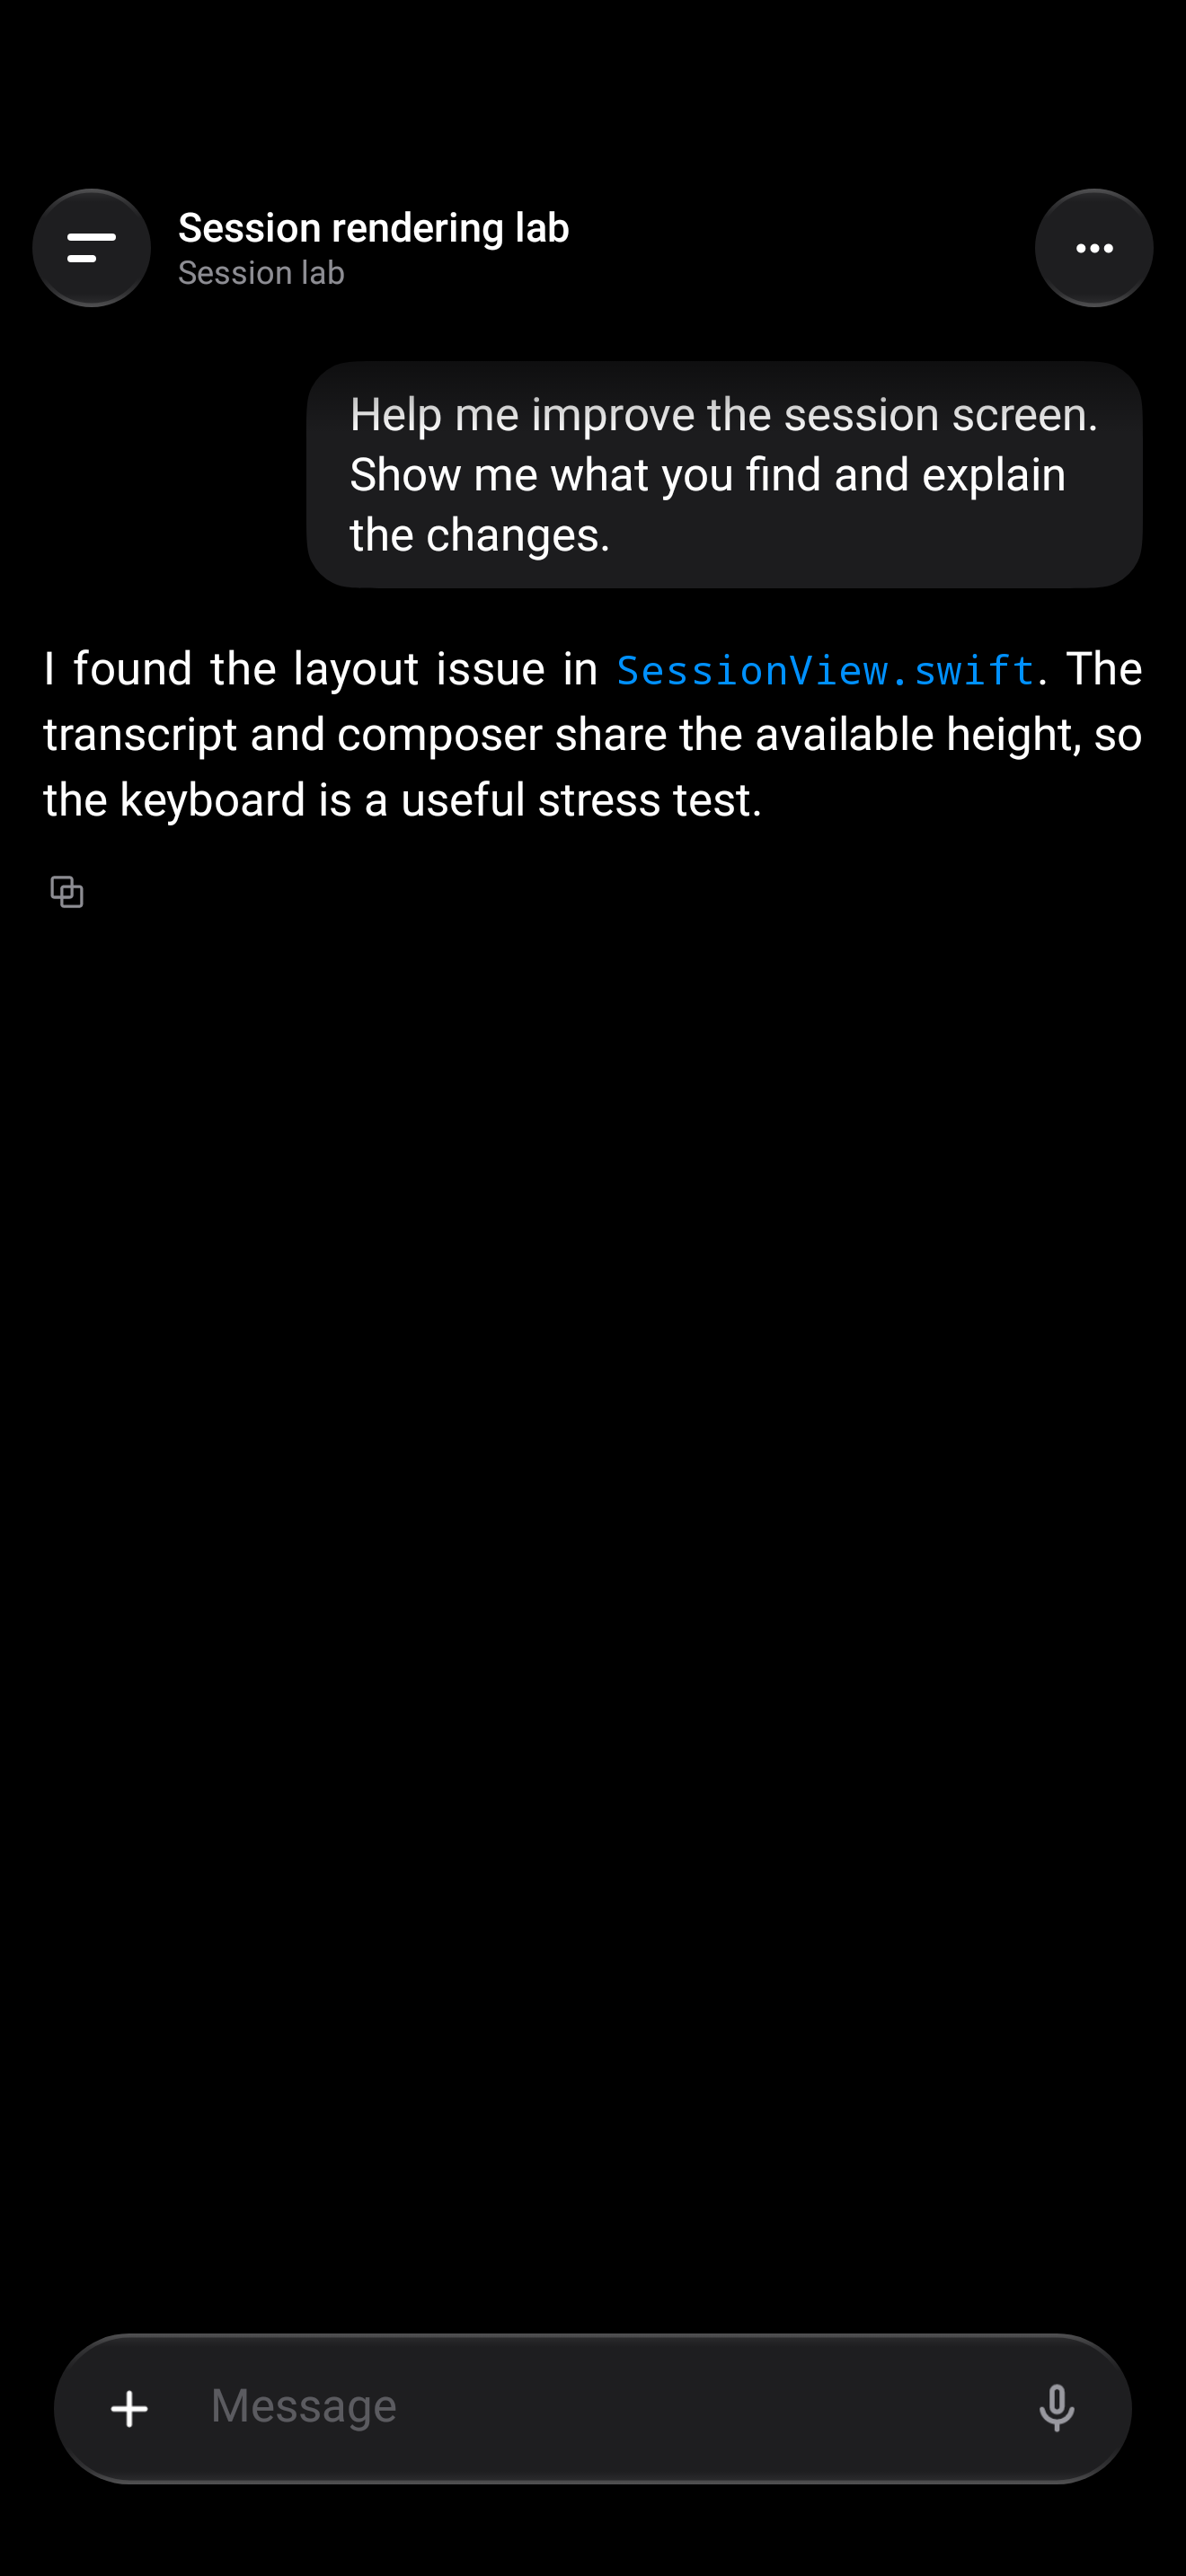 Session rendering lab
Session lab
Help me improve the session screen.
Show me what you find and explain
the changes.
I found the layout issue in SessionView.swift. The
transcript and composer share the available height, so
the keyboard is a useful stress test.
Message